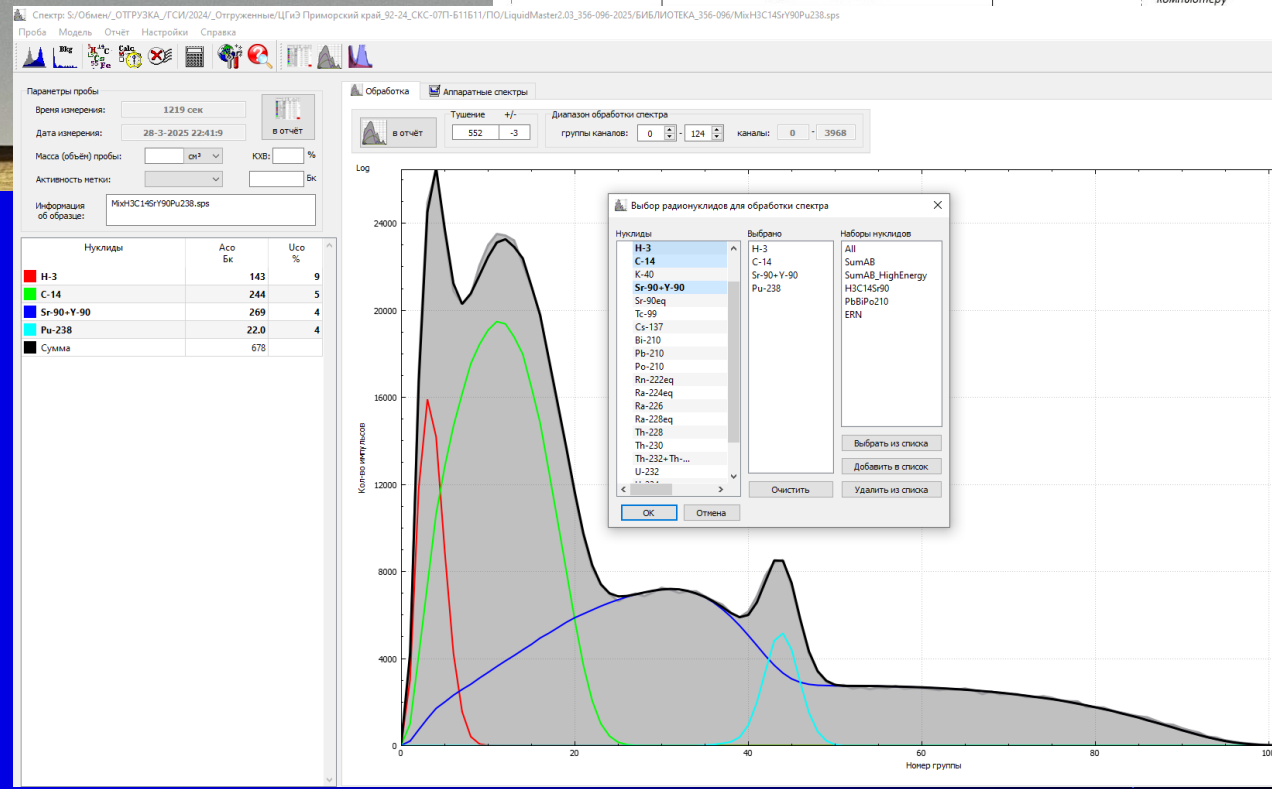 компьютеру
Спектр: S:/Обмен/_ОТГРУЗКА_/ГСИ/2024/_Отгруженные/ЦГиЭ Приморский край_92-24_СКС-07П-Б11Б11/ПО/LiquidMaster2.03_356-096-2025/БИБЛИОТЕКА_356-096/MixH3C14SrY90Pu238.sps
Проба Модель Отчёт Настройки Справка
Параметры пробы
Время измерения: 1219 сек
Дата измерения: 28-3-2025 22:41:9
в отчёт
Масса (объём) пробы: см³ КХВ: %
Активность метки: Бк
Информация об образце: MixH3C14SrY90Pu238.sps
Нуклиды Aco Бк Uco %
H-3 143 9
C-14 244 5
Sr-90+Y-90 269 4
Pu-238 22.0 4
Сумма 678
Обработка Аппаратные спектры
в отчёт
Тушение +/-
552 -3
Диапазон обработки спектра
группы каналов: 0 - 124 каналы: 0 - 3968
Log
24000
20000
16000
12000
8000
4000
0
Кол-во импульсов
0 20 40 60 80 100
Номер группы
Выбор радионуклидов для обработки спектра
Нуклиды
H-3
C-14
K-40
Sr-90+Y-90
Sr-90eq
Tc-99
Cs-137
Bi-210
Pb-210
Po-210
Rn-222eq
Ra-224eq
Ra-226
Ra-228eq
Th-228
Th-230
Th-232+Th-...
U-232
Выбрано
H-3
C-14
Sr-90+Y-90
Pu-238
Очистить
Наборы нуклидов
All
SumAB
SumAB_HighEnergy
H3C14Sr90
PbBiPo210
ERN
Выбрать из списка
Добавить в список
Удалить из списка
OK Отмена